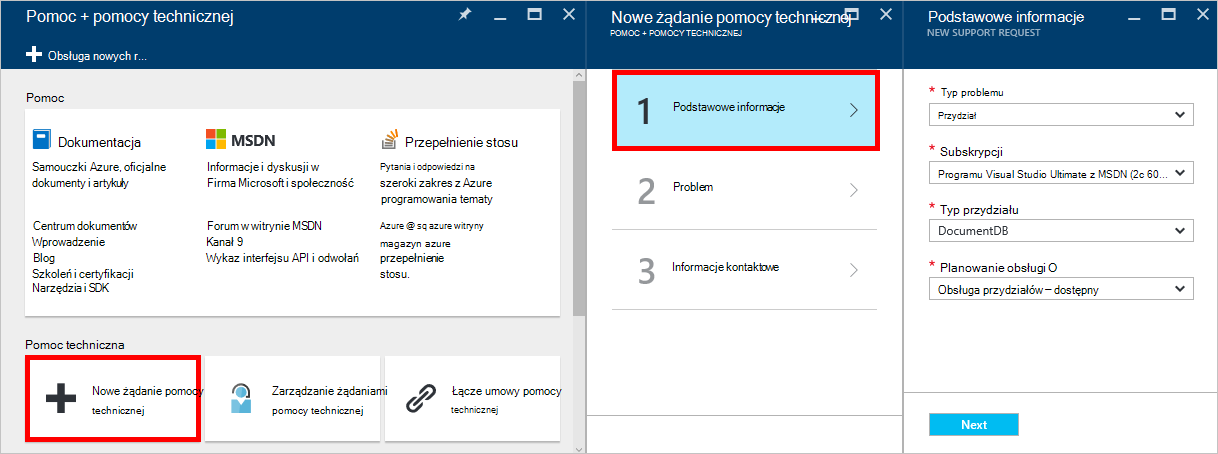 Pomoc + pomocy technicznej
Obsługa nowych r...
Pomoc
Dokumentacja
Samouczki Azure, oficjalne
dokumenty i artykuły
Centrum dokumentów
Wprowadzenie
Blog
Szkoleń i certyfikacji
Narzędzia i SDK
MSDN
Informacje i dyskusji w
Firma Microsoft i społeczność
Forum w witrynie MSDN
Kanał 9
Wykaz interfejsu API i odwołań
Przepełnienie stosu
Pytania i odpowiedzi na
szeroki zakres z Azure
programowania tematy
Azure @ sq azure witryny
magazyn azure
przepełnienie
stosu.
Pomoc techniczna
Nowe żądanie pomocy
technicznej
Zarządzanie żądaniami
pomocy technicznej
Łącze umowy pomocy
technicznej
Nowe żądanie pomocy technicznej
POMOC + POMOCY TECHNICZNEJ
1
Podstawowe informacje
2
Problem
3
Informacje kontaktowe
Podstawowe informacje
NEW SUPPORT REQUEST
* Typ problemu
Przydział
* Subskrypcji
Programu Visual Studio Ultimate z MSDN (2c 60...
* Typ przydziału
DocumentDB
* Planowanie obsługi O
Obsługa przydziałów – dostępny
Next